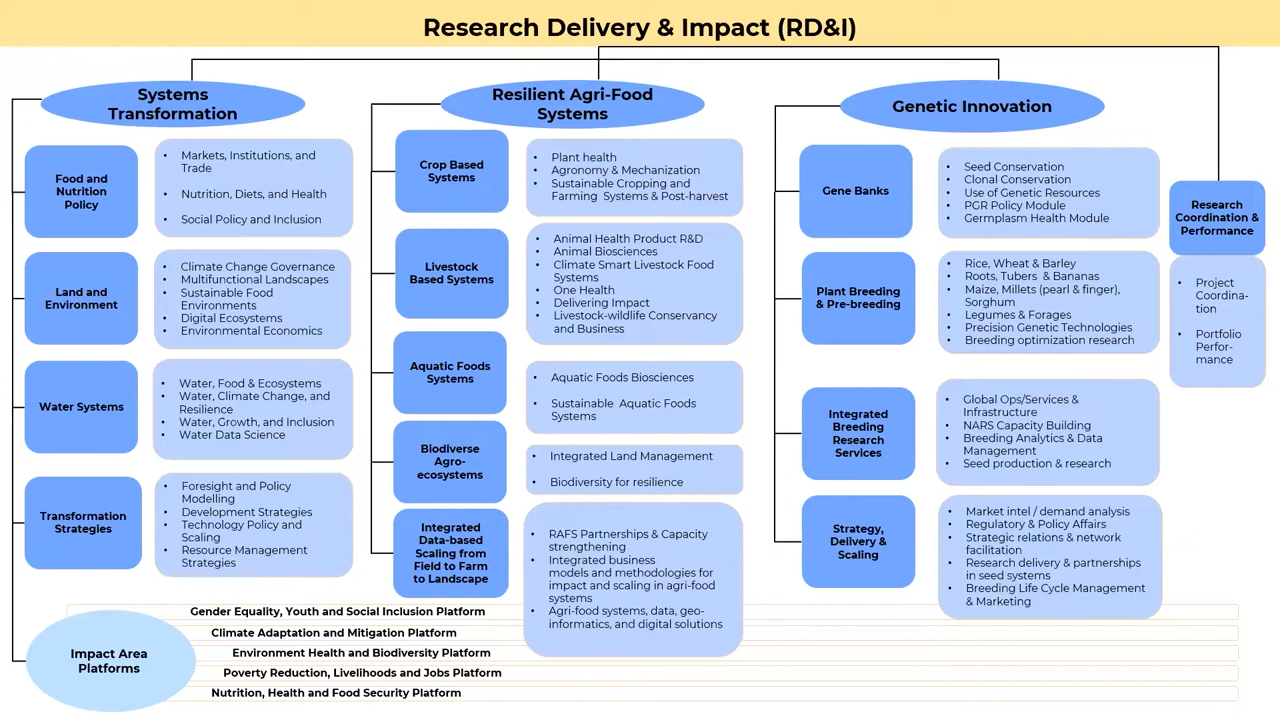 Research Delivery & Impact (RD&I)
Systems
Transformation
Food and
Nutrition
Policy
Markets, Institutions, and
Trade
Nutrition, Diets, and Health
Social Policy and Inclusion
Land and
Environment
Climate Change Governance
Multifunctional Landscapes
Sustainable Food
Environments
Digital Ecosystems
Environmental Economics
Water Systems
Water, Food & Ecosystems
Water, Climate Change, and
Resilience
Water, Growth, and Inclusion
Water Data Science
Transformation
Strategies
Foresight and Policy
Modelling
Development Strategies
Technology Policy and
Scaling
Resource Management
Strategies
Resilient Agri-Food
Systems
Crop Based
Systems
Plant health
Agronomy & Mechanization
Sustainable Cropping and
Farming Systems & Post-harvest
Livestock
Based Systems
Animal Health Product R&D
Animal Biosciences
Climate Smart Livestock Food
Systems
One Health
Delivering Impact
Livestock-wildlife Conservancy
and Business
Aquatic Foods
Systems
Aquatic Foods Biosciences
Sustainable Aquatic Foods
Systems
Biodiverse
Agro-
ecosystems
Integrated Land Management
Biodiversity for resilience
Integrated
Data-based
Scaling from
Field to Farm
to Landscape
RAFS Partnerships & Capacity
strengthening
Integrated business
models and methodologies for
impact and scaling in agri-food
systems
Agri-food systems, data, geo-
informatics, and digital solutions
Genetic Innovation
Gene Banks
Seed Conservation
Clonal Conservation
Use of Genetic Resources
PGR Policy Module
Germplasm Health Module
Plant Breeding
& Pre-breeding
Rice, Wheat & Barley
Roots, Tubers & Bananas
Maize, Millets (pearl & finger),
Sorghum
Legumes & Forages
Precision Genetic Technologies
Breeding optimization research
Integrated
Breeding
Research
Services
Global Ops/Services &
Infrastructure
NARS Capacity Building
Breeding Analytics & Data
Management
Seed production & research
Strategy,
Delivery &
Scaling
Market intel / demand analysis
Regulatory & Policy Affairs
Strategic relations & network
facilitation
Research delivery & partnerships
in seed systems
Breeding Life Cycle Management
& Marketing
Research
Coordination &
Performance
Project
Coordina-
tion
Portfolio
Perfor-
mance
Impact Area
Platforms
Gender Equality, Youth and Social Inclusion Platform
Climate Adaptation and Mitigation Platform
Environment Health and Biodiversity Platform
Poverty Reduction, Livelihoods and Jobs Platform
Nutrition, Health and Food Security Platform